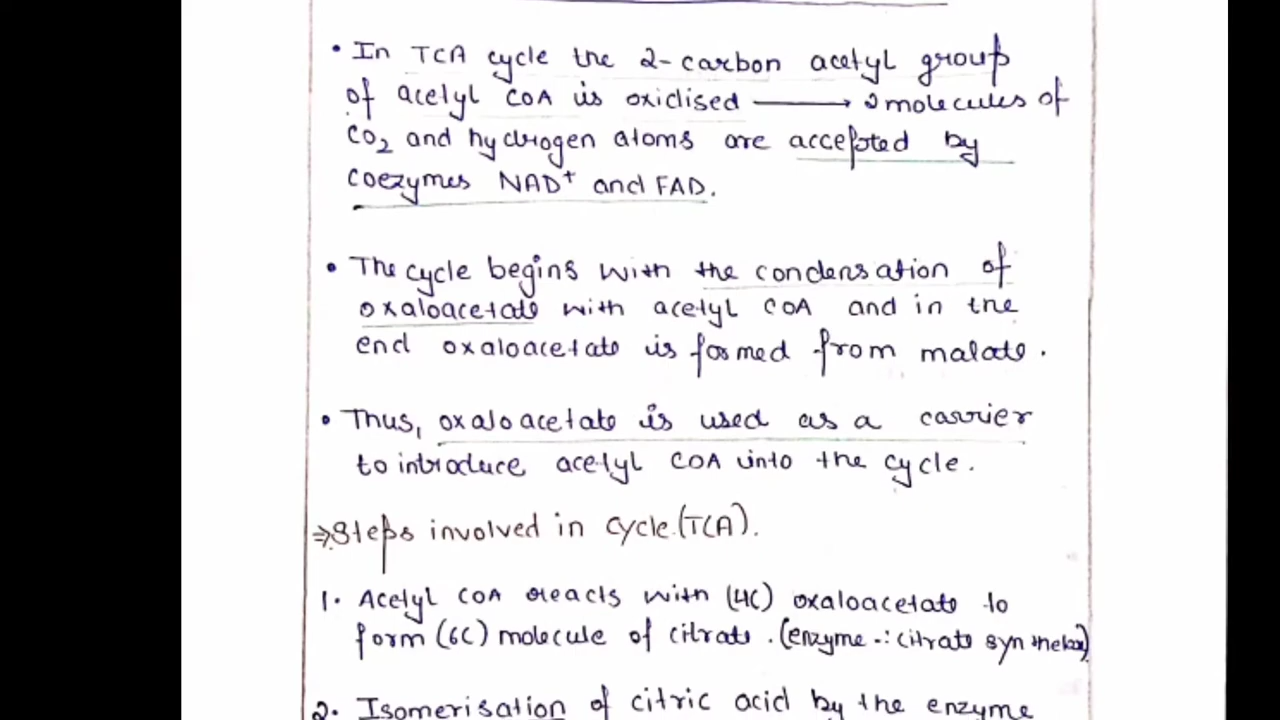 • In TCA cycle the 2-carbon acetyl group
of acetyl COA is oxidised ⟶ 2 molecules of
CO₂ and hydrogen atoms are accepted by
coezymes NAD⁺ and FAD.
• The cycle begins with the condensation of
oxaloacetate with acetyl COA and in the
end oxaloacetate is formed from malate.
• Thus, oxaloacetate is used as a carrier
to introduce acetyl COA into the cycle.
⇒ Steps involved in cycle.(TCA).
1. Acetyl COA reacts with (4C) oxaloacetate to
form (6C) molecule of citrate. (enzyme -: citrate synthetase)
2. Isomerisation of citric acid by the enzyme